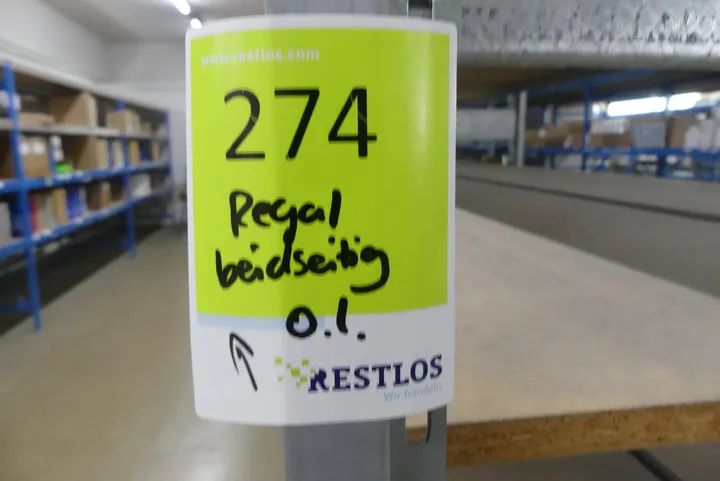 www.restlos.com
274
Regal
beidseitig
o.l.
RESTLOS
Wir handeln